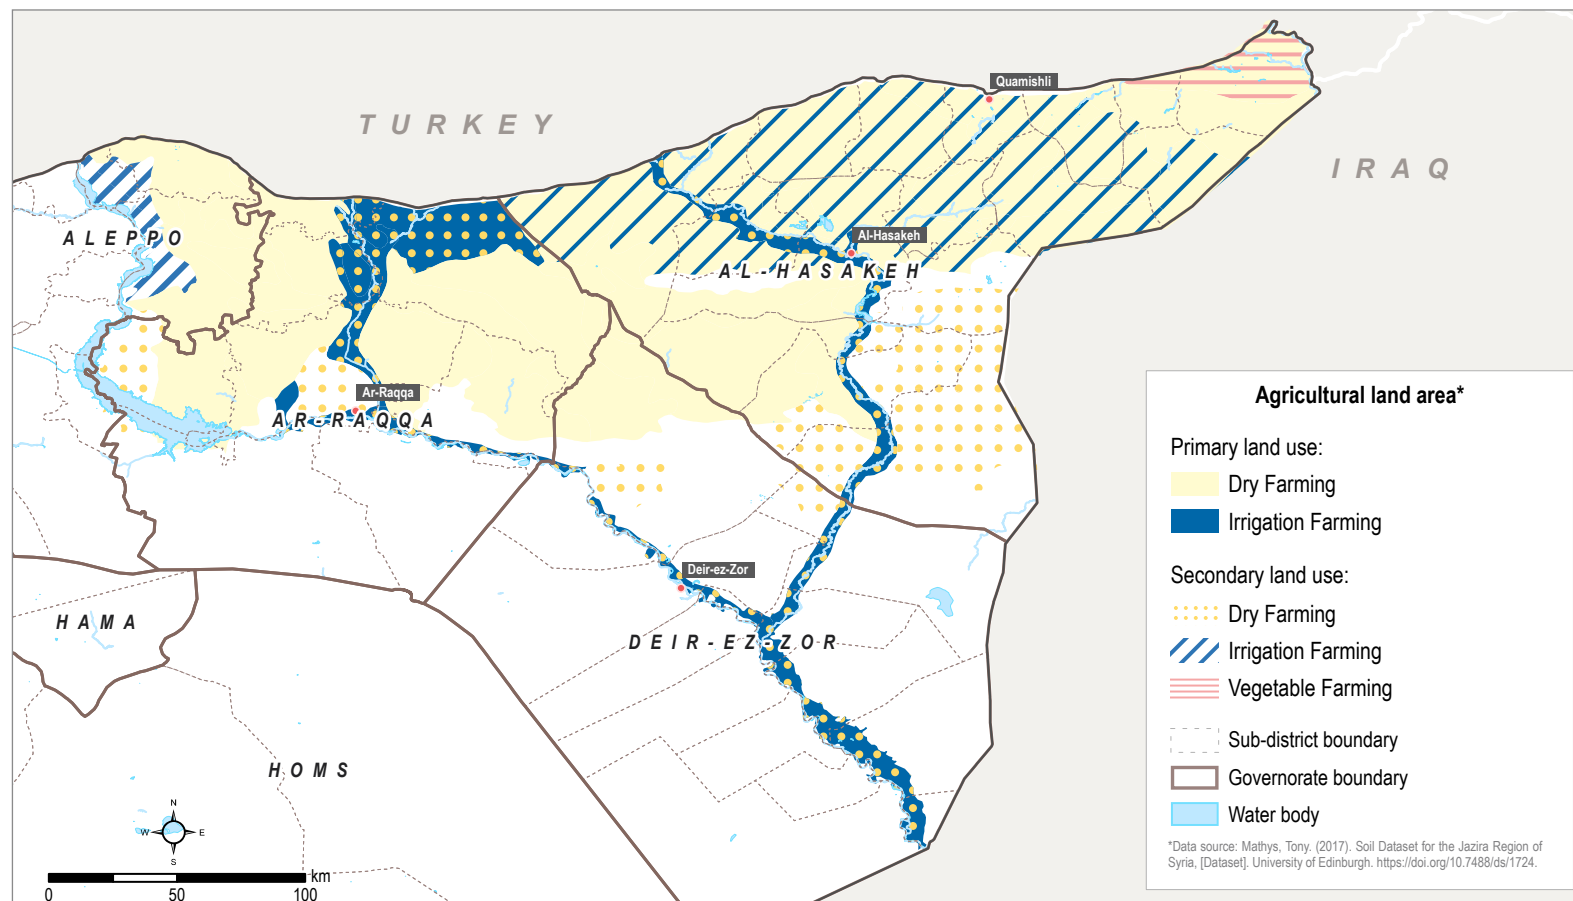 TURKEY
Quamishli
IRAQ
ALEPPO
Al-Hasakeh
AL-HASAKEH
Ar-Raqqa
AR-RAQQA
Deir-ez-Zor
DEIR-EZ-ZOR
HAMA
HOMS
N
W E
S
km
0 50 100
Agricultural land area*
Primary land use:
Dry Farming
Irrigation Farming
Secondary land use:
Dry Farming
Irrigation Farming
Vegetable Farming
Sub-district boundary
Governorate boundary
Water body
*Data source: Mathys, Tony. (2017). Soil Dataset for the Jazira Region of
Syria, [Dataset]. University of Edinburgh. https://doi.org/10.7488/ds/1724.